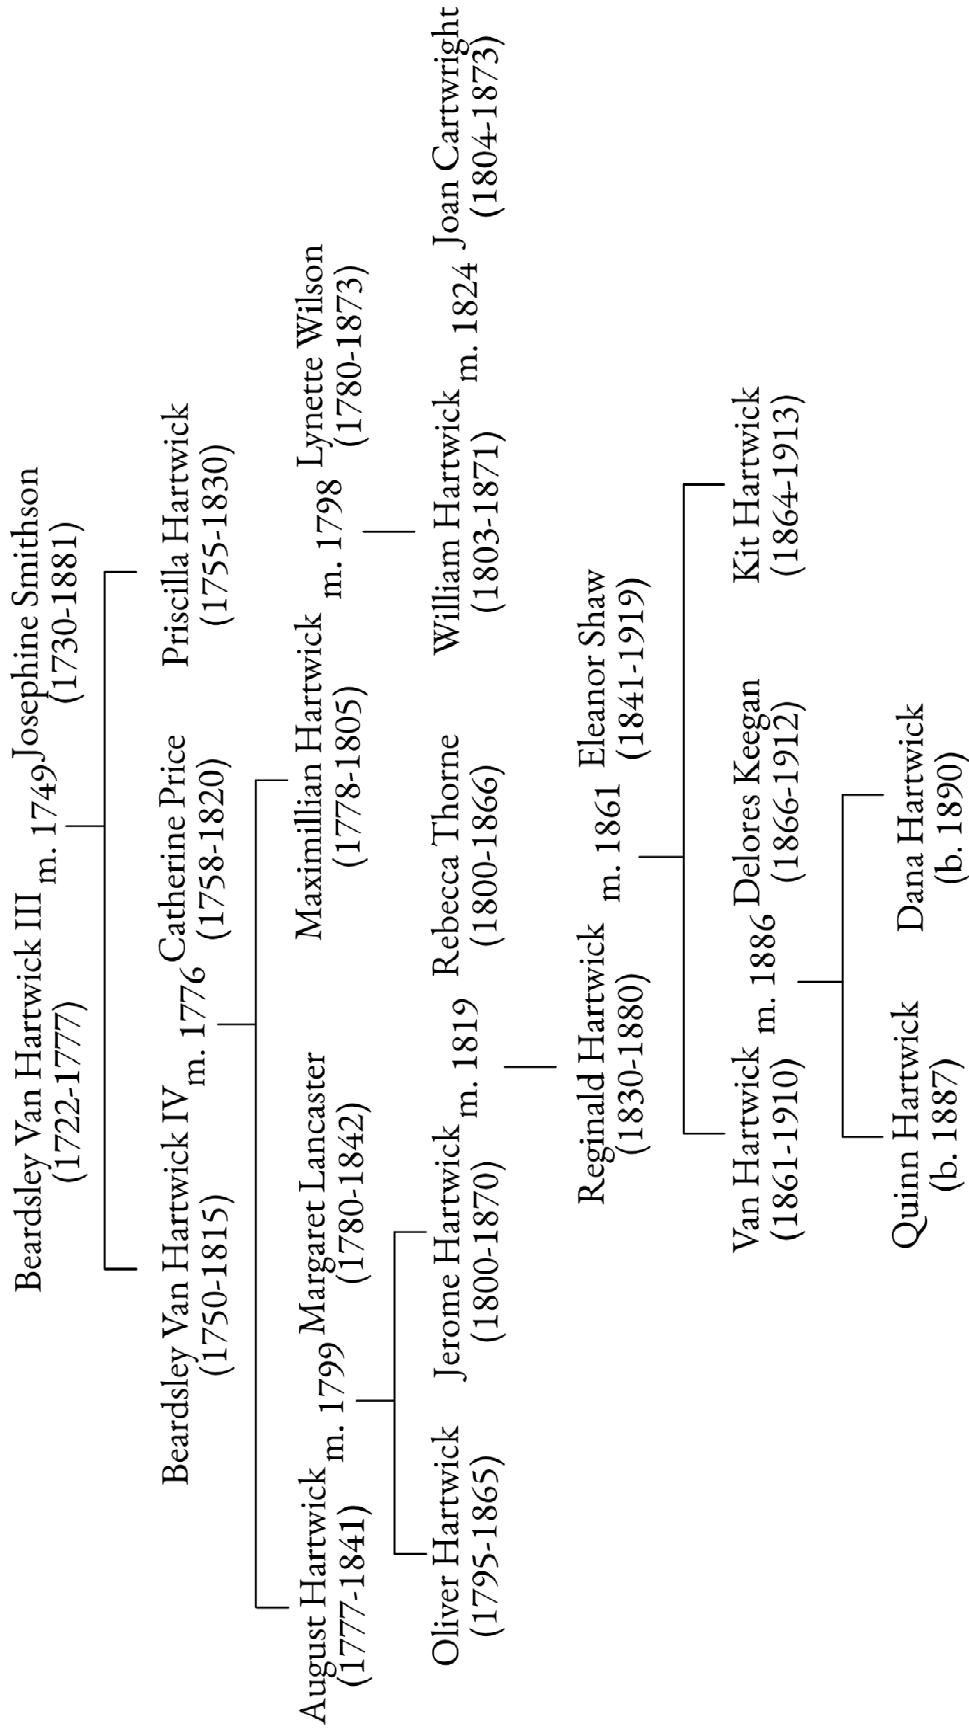 Beardsley Van Hartwick III m. 1749 Josephine Smithson
(1722-1777) (1730-1881)
Beardsley Van Hartwick IV m. 1776 Catherine Price Priscilla Hartwick
(1750-1815) (1758-1820) (1755-1830)
August Hartwick m. 1799 Margaret Lancaster Maximillian Hartwick m. 1798 Lynette Wilson
(1777-1841) (1780-1842) (1778-1805) (1780-1873)
Oliver Hartwick Jerome Hartwick m. 1819 Rebecca Thorne William Hartwick m. 1824 Joan Cartwright
(1795-1865) (1800-1870) (1800-1866) (1803-1871) (1804-1873)
Reginald Hartwick m. 1861 Eleanor Shaw
(1830-1880) (1841-1919)
Van Hartwick m. 1886 Delores Keegan Kit Hartwick
(1861-1910) (1866-1912) (1864-1913)
Quinn Hartwick Dana Hartwick
(b. 1887) (b. 1890)